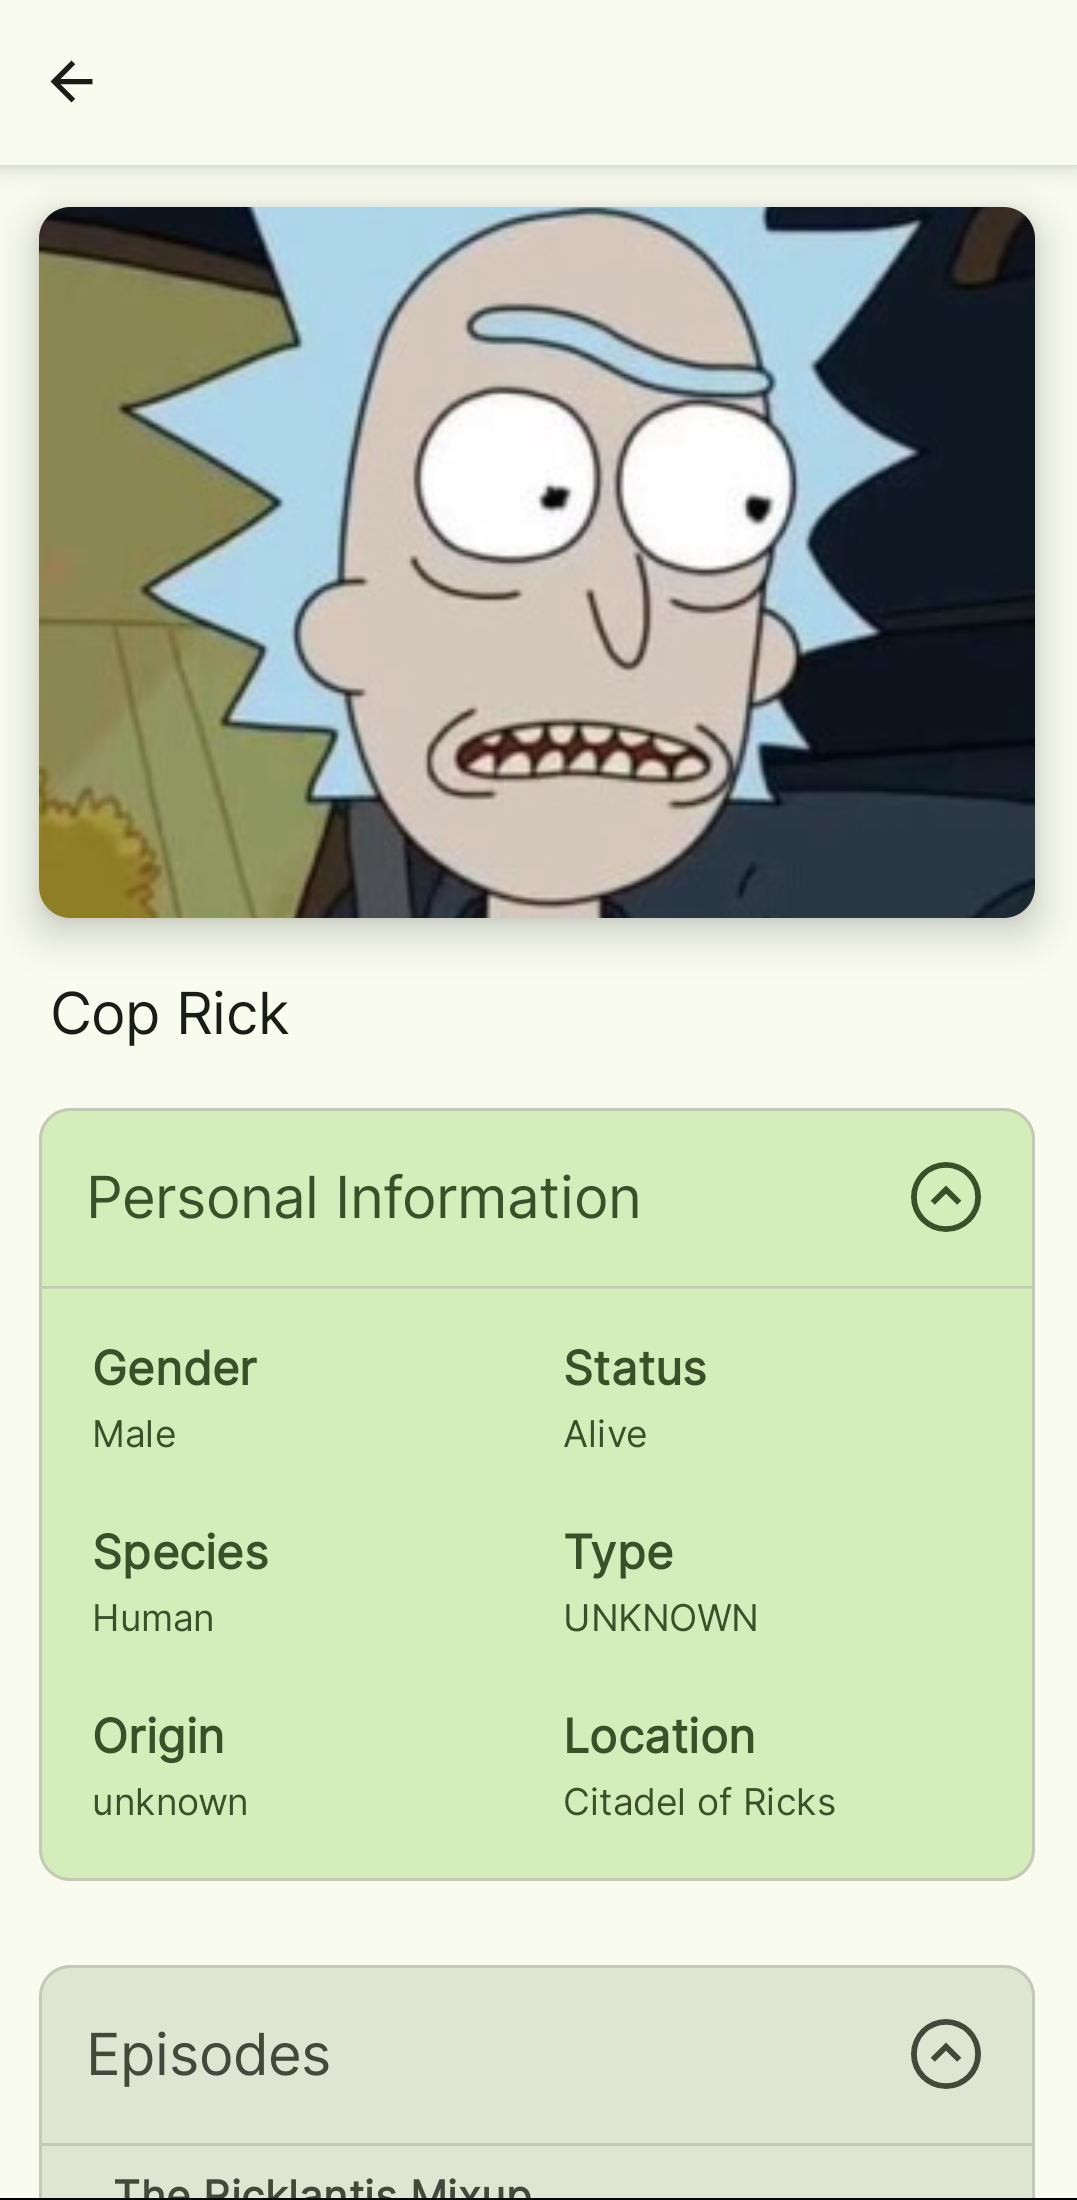 Cop Rick
Personal Information
Gender
Status
Male
Alive
Species
Type
Human
UNKNOWN
Origin
Location
unknown
Citadel of Ricks
Episodes
The Ricklantis Mixup